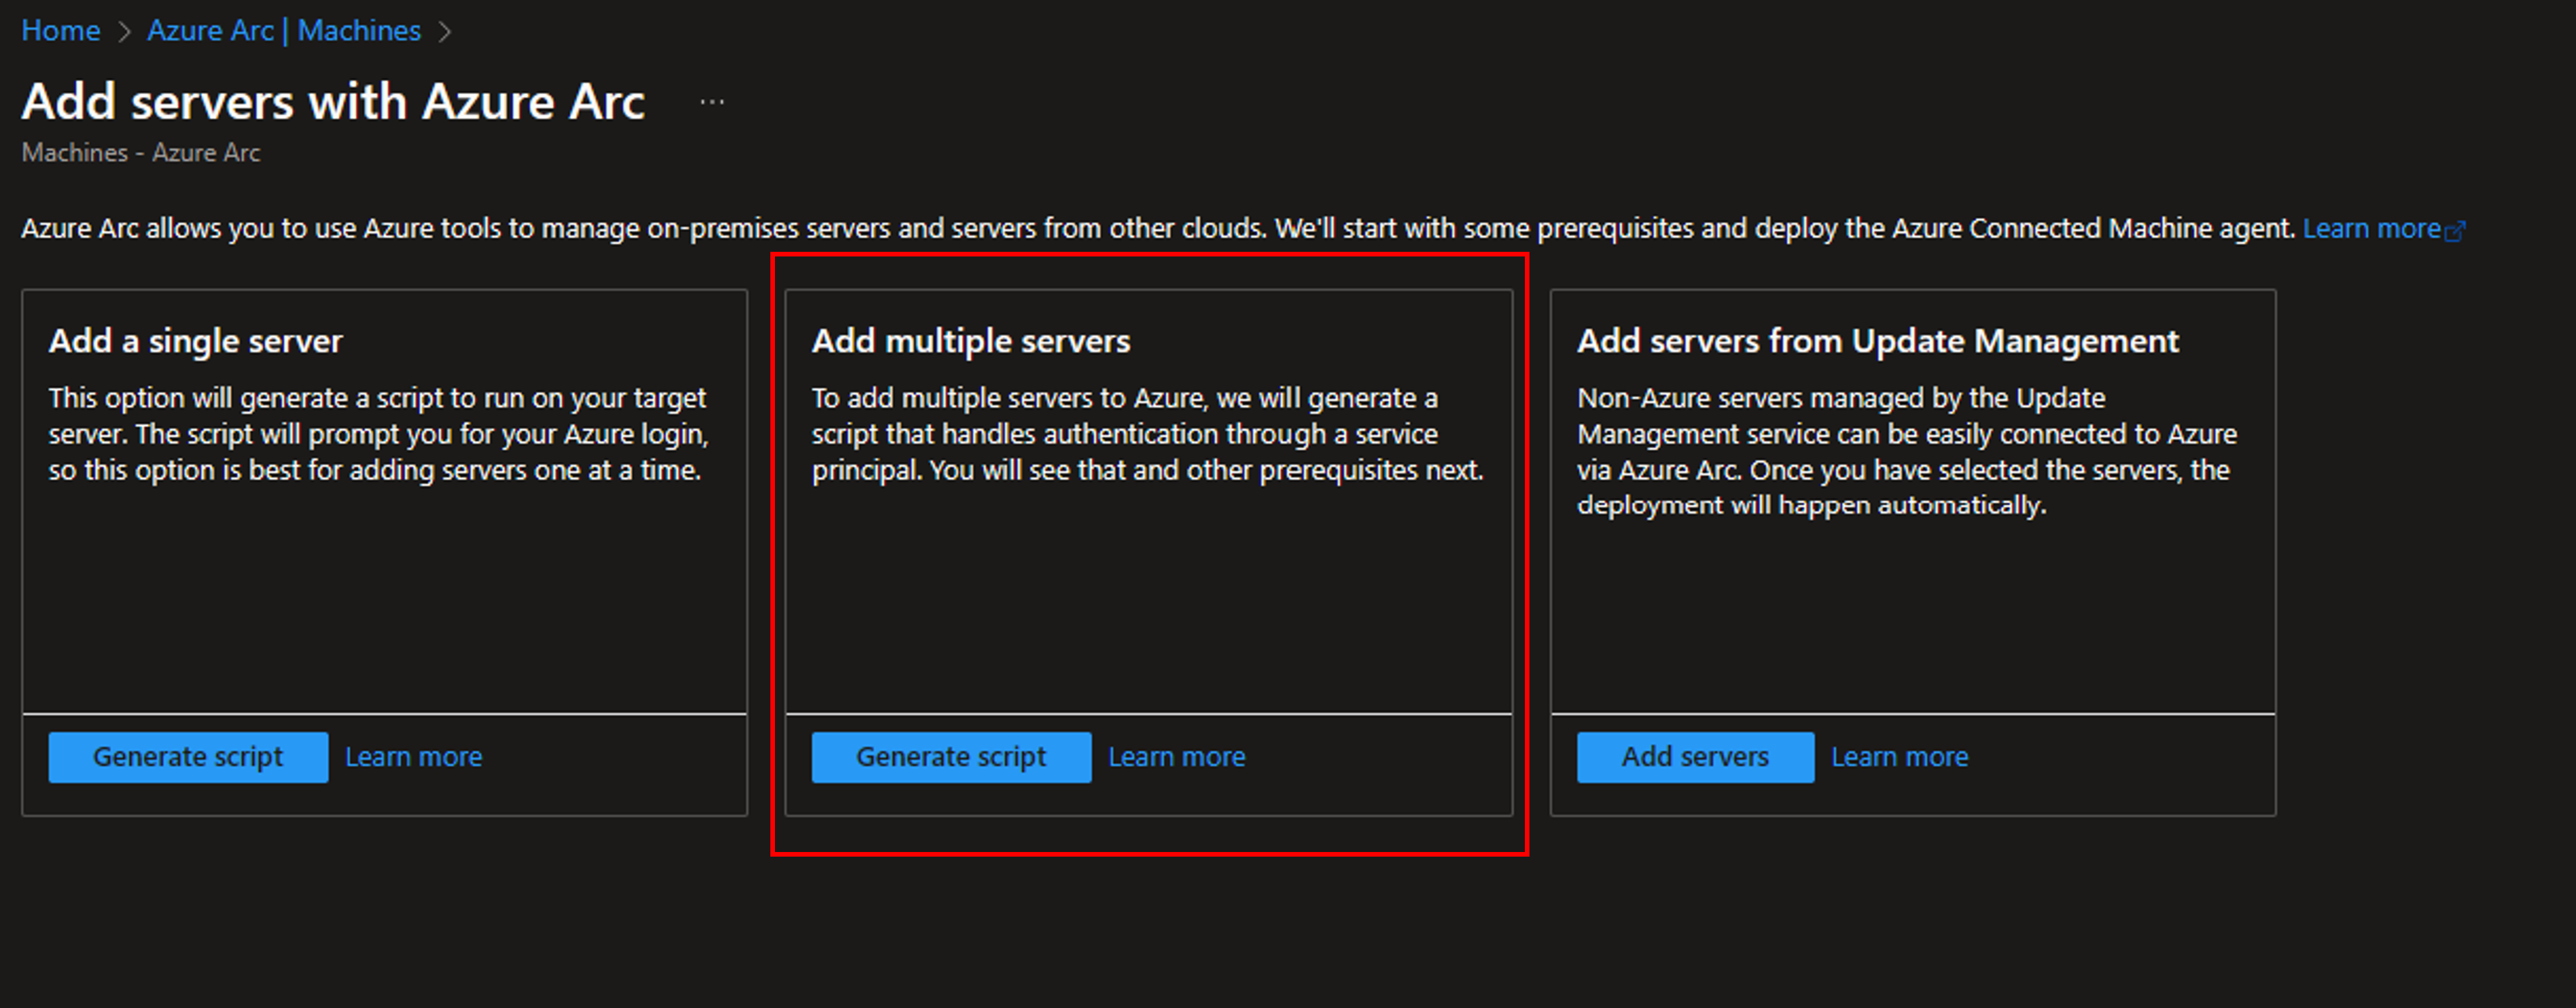 Home > Azure Arc | Machines >
Add servers with Azure Arc ...
Machines - Azure Arc
Azure Arc allows you to use Azure tools to manage on-premises servers and servers from other clouds. We'll start with some prerequisites and deploy the Azure Connected Machine agent. Learn more
Add a single server
This option will generate a script to run on your target
server. The script will prompt you for your Azure login,
so this option is best for adding servers one at a time.
Generate script Learn more
Add multiple servers
To add multiple servers to Azure, we will generate a
script that handles authentication through a service
principal. You will see that and other prerequisites next.
Generate script Learn more
Add servers from Update Management
Non-Azure servers managed by the Update
Management service can be easily connected to Azure
via Azure Arc. Once you have selected the servers, the
deployment will happen automatically.
Add servers Learn more